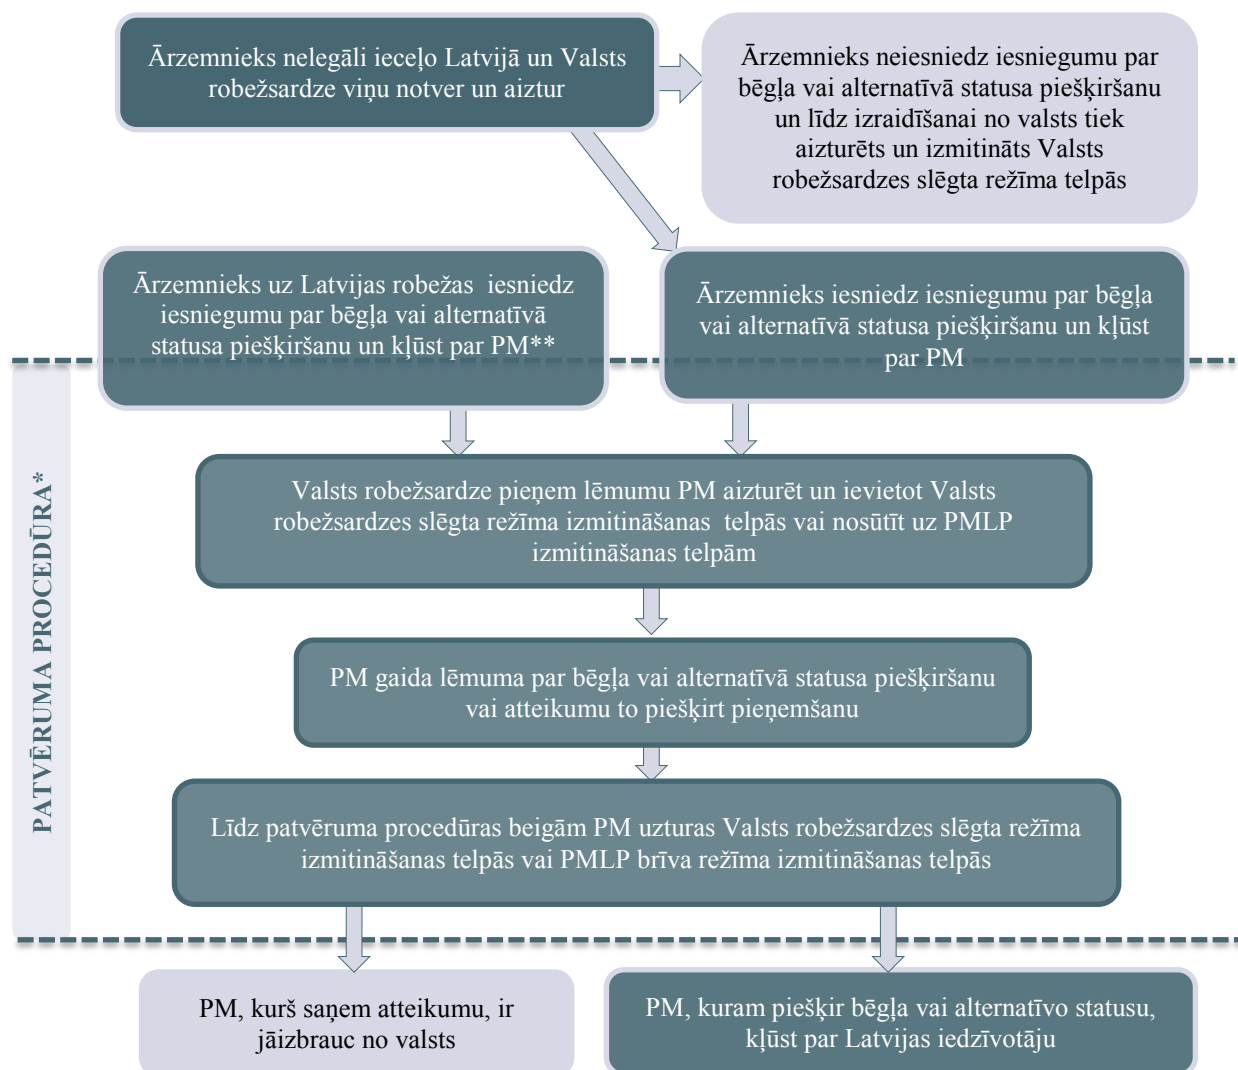 Ārzemnieks nelegāli ieceļo Latvijā un Valsts
robežsardze viņu notver un aiztur
Ārzemnieks neiesniedz iesniegumu par
bēgļa vai alternatīvā statusa piešķiršanu
un līdz izraidīšanai no valsts tiek
aizturēts un izmitināts Valsts
robežsardzes slēgta režīma telpās
Ārzemnieks uz Latvijas robežas iesniedz
iesniegumu par bēgļa vai alternatīvā
statusa piešķiršanu un kļūst par PM**
Ārzemnieks iesniedz iesniegumu par bēgļa
vai alternatīvā statusa piešķiršanu un kļūst
par PM
PATVĒRUMA PROCEDŪRA*
Valsts robežsardze pieņem lēmumu PM aizturēt un ievietot Valsts
robežsardzes slēgta režīma izmitināšanas telpās vai nosūtīt uz PMLP
izmitināšanas telpām
PM gaida lēmuma par bēgļa vai alternatīvā statusa piešķiršanu
vai atteikumu to piešķirt pieņemšanu
Līdz patvēruma procedūras beigām PM uzturas Valsts robežsardzes slēgta režīma
izmitināšanas telpās vai PMLP brīva režīma izmitināšanas telpās
PM, kurš saņem atteikumu, ir
jāizbrauc no valsts
PM, kuram piešķir bēgļa vai alternatīvo statusu,
kļūst par Latvijas iedzīvotāju